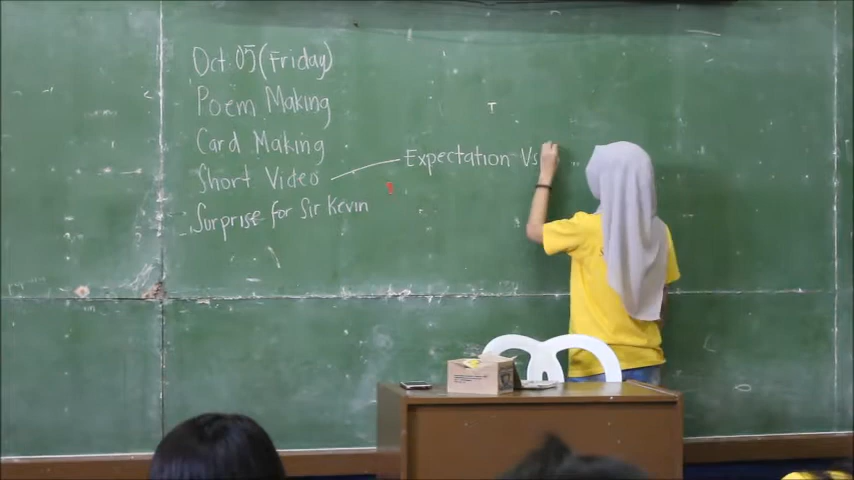 Oct. 05 (Friday)
Poem Making
Card Making
Short Video — Expectation Vs
Surprise for Sir Kevin